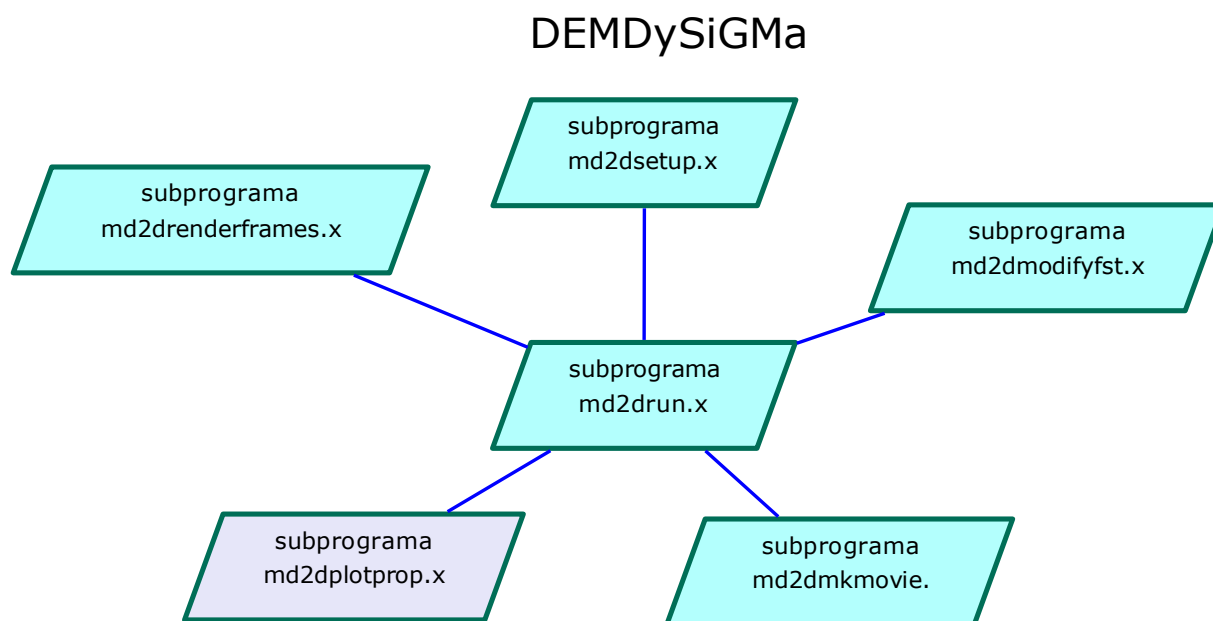 DEMDySiGMa
subprograma
md2dsetup.x
subprograma
md2drenderframes.x
subprograma
md2dmodifyfst.x
subprograma
md2drun.x
subprograma
md2dplotprop.x
subprograma
md2dmkmovie.